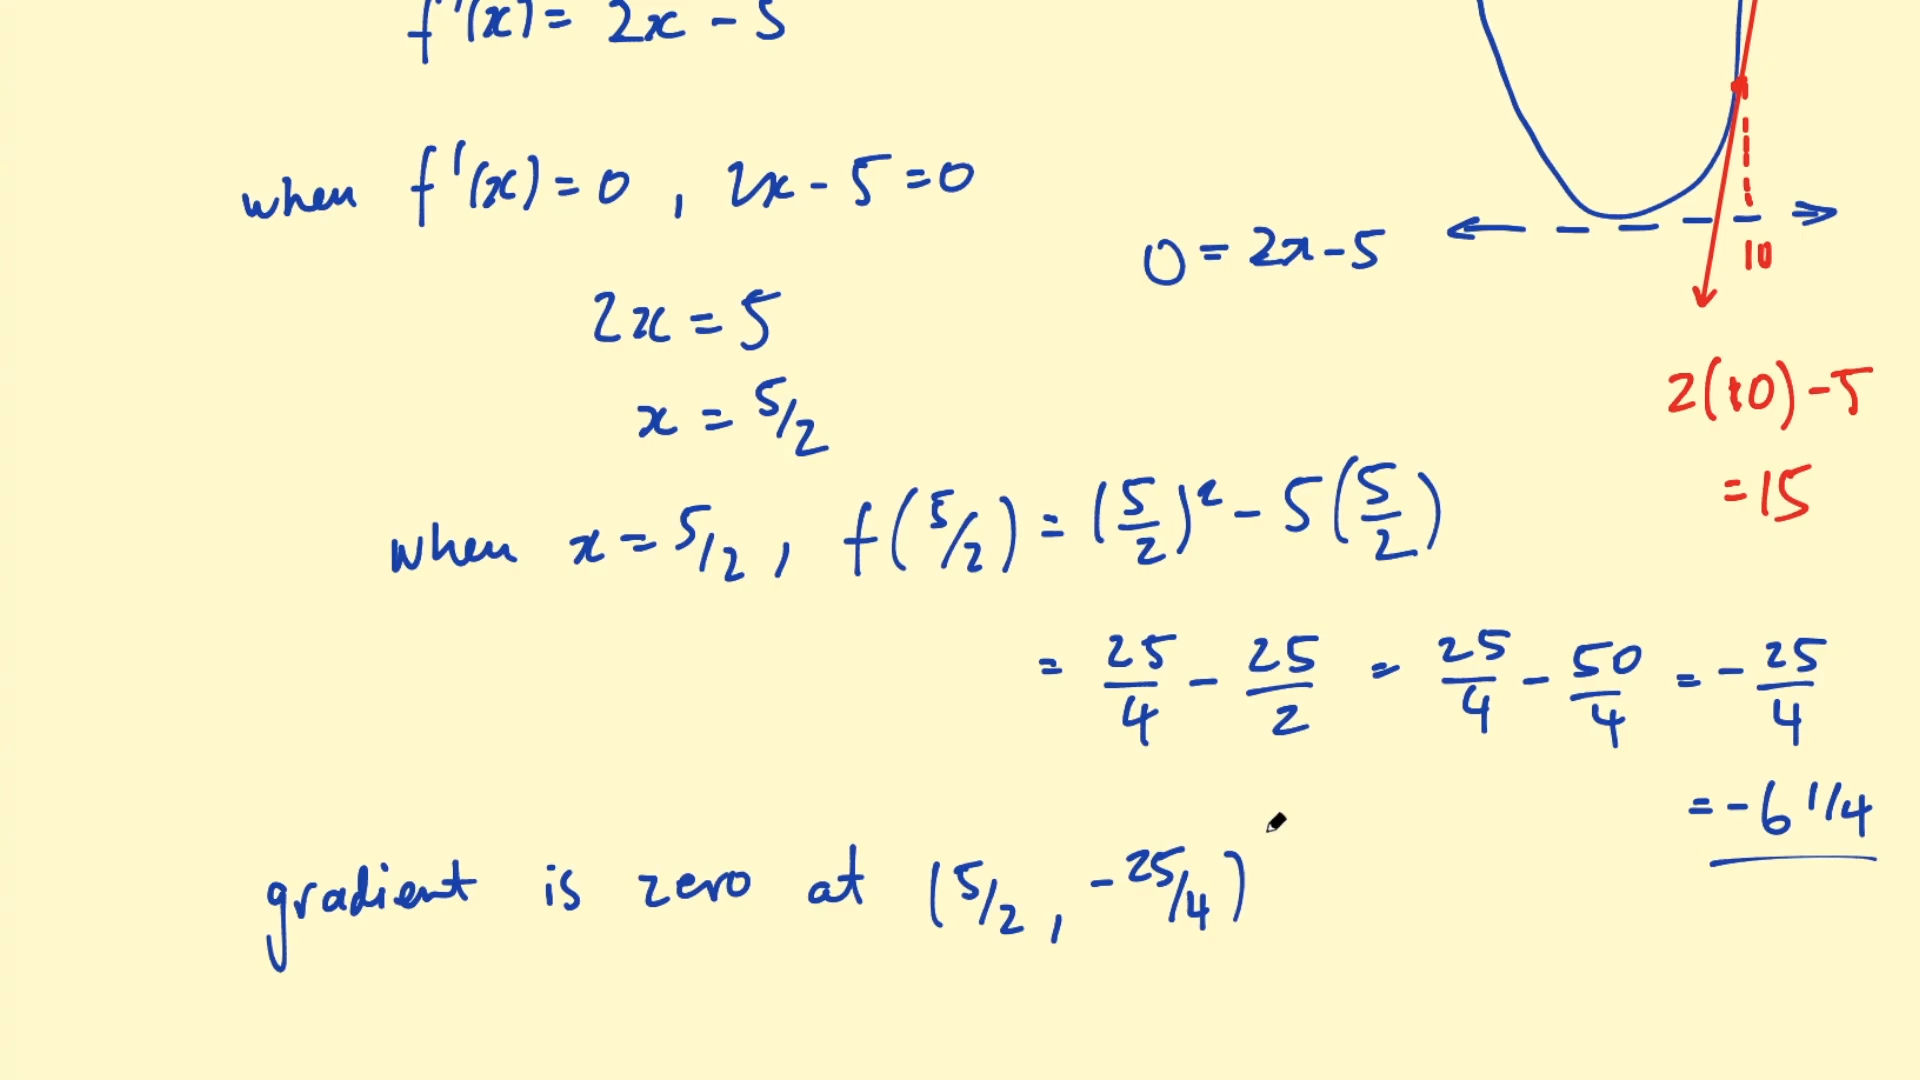 f'(x) = 2x - 5
when f'(x) = 0 , 2x - 5 = 0
0 = 2x - 5
10
2x = 5
x = 5/2
2(10) - 5
= 15
when x = 5/2 , f(5/2) = (5/2)² - 5(5/2)
= 25/4 - 25/2 = 25/4 - 50/4 = - 25/4
= - 6 1/4
gradient is zero at (5/2 , - 25/4)